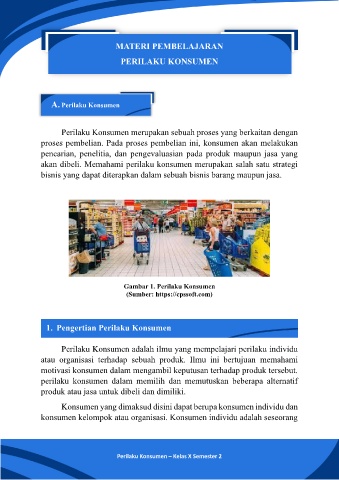 MATERI PEMBELAJARAN
PERILAKU KONSUMEN
A. Perilaku Konsumen
Perilaku Konsumen merupakan sebuah proses yang berkaitan dengan
proses pembelian. Pada proses pembelian ini, konsumen akan melakukan
pencarian, penelitia, dan pengevaluasian pada produk maupun jasa yang
akan dibeli. Memahami perilaku konsumen merupakan salah satu strategi
bisnis yang dapat diterapkan dalam sebuah bisnis barang maupun jasa.
Gambar 1. Perilaku Konsumen
(Sumber: https://cpssoft.com)
1. Pengertian Perilaku Konsumen
Perilaku Konsumen adalah ilmu yang mempelajari perilaku individu
atau organisasi terhadap sebuah produk. Ilmu ini bertujuan memahami
motivasi konsumen dalam mengambil keputusan terhadap produk tersebut.
perilaku konsumen dalam memilih dan memutuskan beberapa alternatif
produk atau jasa untuk dibeli dan dimiliki.
Konsumen yang dimaksud disini dapat berupa konsumen individu dan
konsumen kelompok atau organisasi. Konsumen individu adalah seseorang
Perilaku Konsumen – Kelas X Semester 2